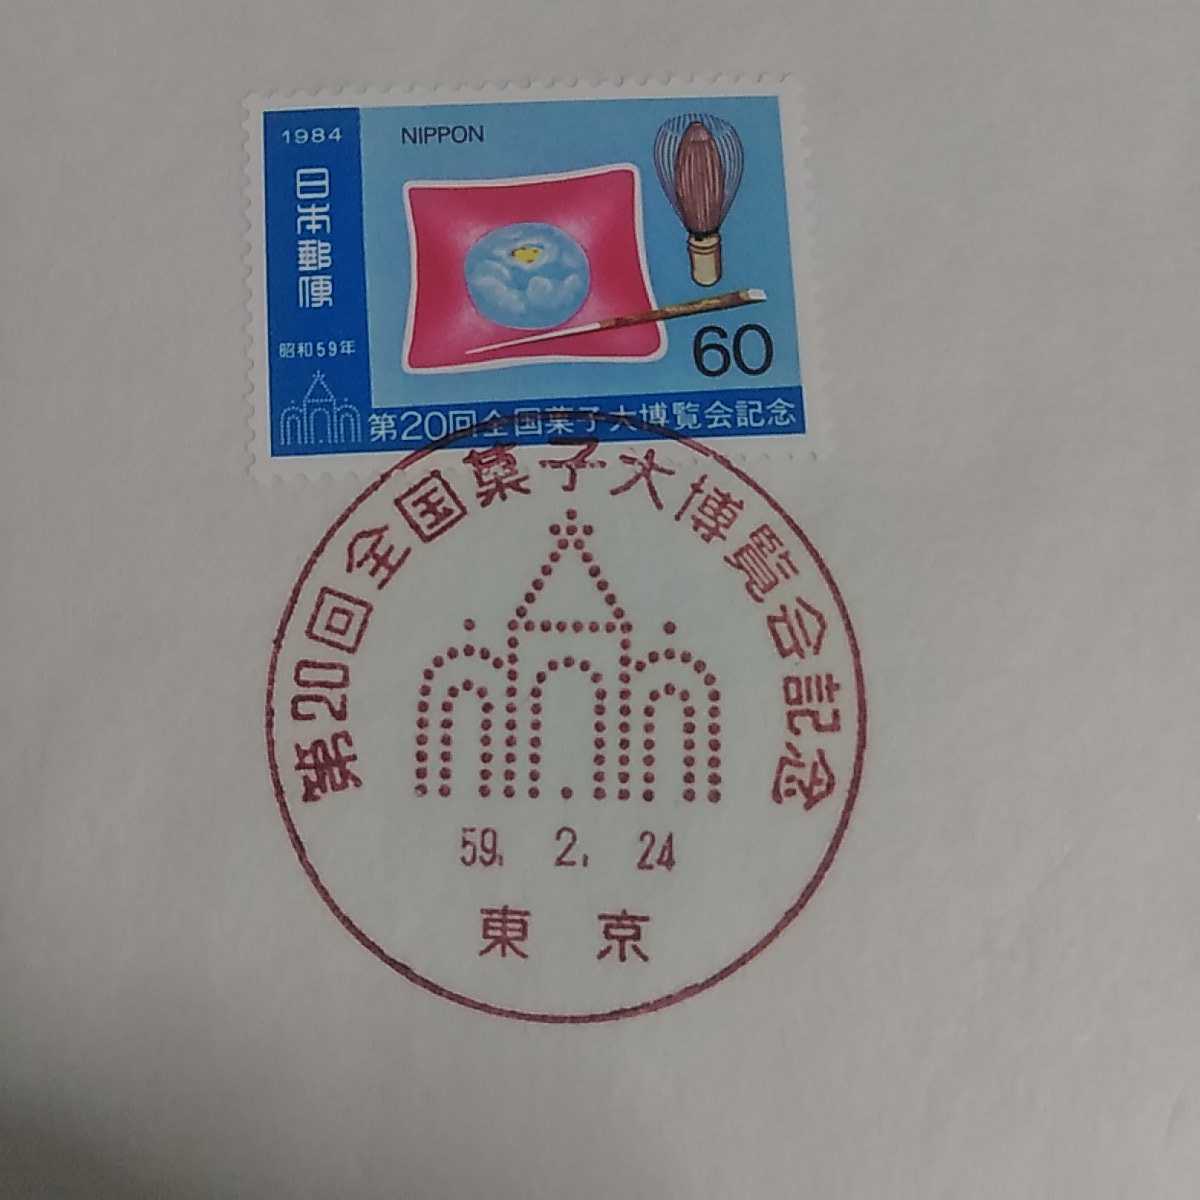 1984
NIPPON
日本郵便
昭和59年
60
第20回全国菓子大博覧会記念
第20回全国菓子大博覧会記念
59. 2. 24
東京